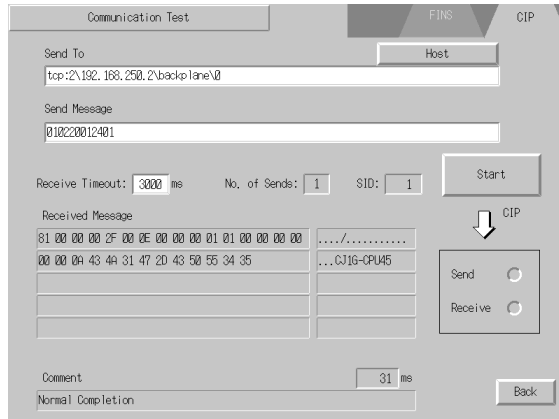 Communication Test
FINS
CIP
Send To
Host
tcp:2\192.168.250.2\backplane\0
Send Message
010220012401
Receive Timeout: 3000 ms No. of Sends: 1 SID: 1
Start
Received Message
CIP
81 00 00 00 2F 00 0E 00 00 00 01 01 00 00 00 00 ..../...........
00 00 0A 43 4A 31 47 2D 43 50 55 34 35 ...CJ1G-CPU45
Send
Receive
Comment
31 ms
Normal Completion
Back